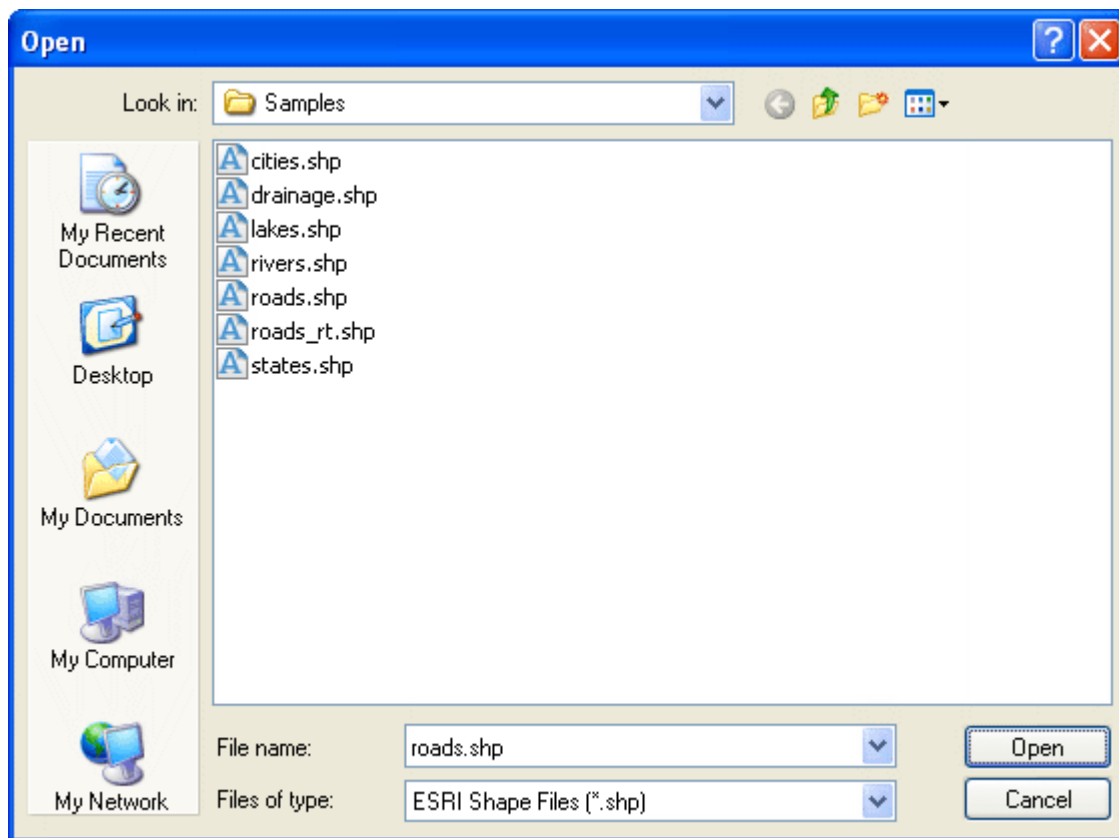 Open
Look in: Samples
My Recent
Documents
Desktop
My Documents
My Computer
My Network
cities.shp
drainage.shp
lakes.shp
rivers.shp
roads.shp
roads_rt.shp
states.shp
File name: roads.shp Open
Files of type: ESRI Shape Files (*.shp) Cancel